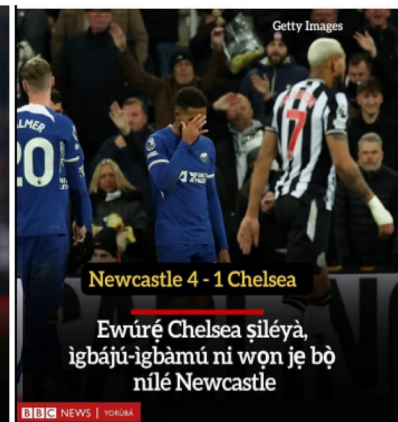 Getty Images
LMER
20
7
Newcastle 4 - 1 Chelsea
Ewúrẹ́ Chelsea ṣiléyà,
ìgbájú-ìgbàmú ni wọn jẹ bọ̀
nílé Newcastle
BBC NEWS | YORÙBÁ